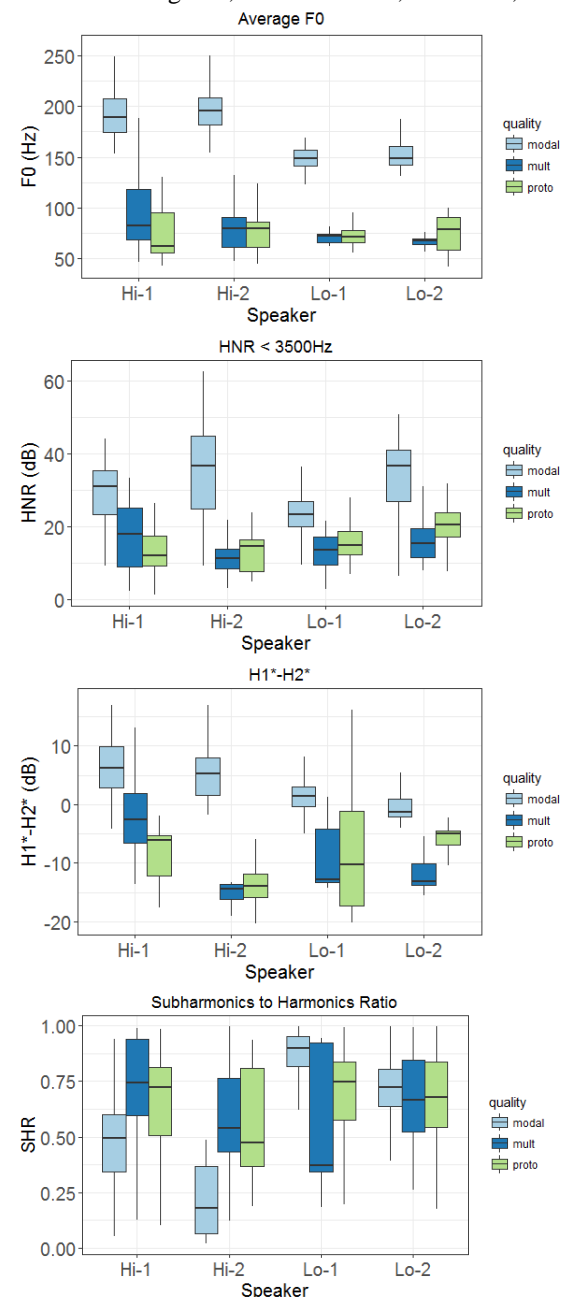 Average F0
250
200
150
100
50
F0 (Hz)
Hi-1 Hi-2 Lo-1 Lo-2
Speaker
quality
modal
mult
proto
HNR < 3500Hz
60
40
20
0
HNR (dB)
Hi-1 Hi-2 Lo-1 Lo-2
Speaker
quality
modal
mult
proto
H1*-H2*
10
0
-10
-20
H1*-H2* (dB)
Hi-1 Hi-2 Lo-1 Lo-2
Speaker
quality
modal
mult
proto
Subharmonics to Harmonics Ratio
1.00
0.75
0.50
0.25
0.00
SHR
Hi-1 Hi-2 Lo-1 Lo-2
Speaker
quality
modal
mult
proto